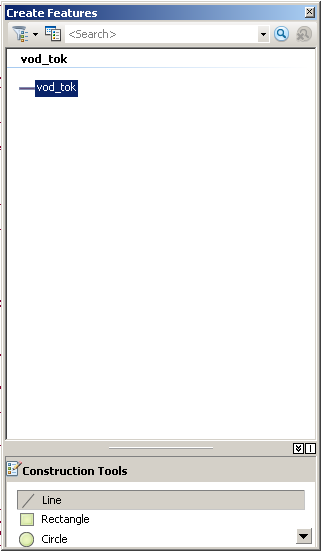 Create Features
<Search>
vod_tok
vod_tok
Construction Tools
Line
Rectangle
Circle